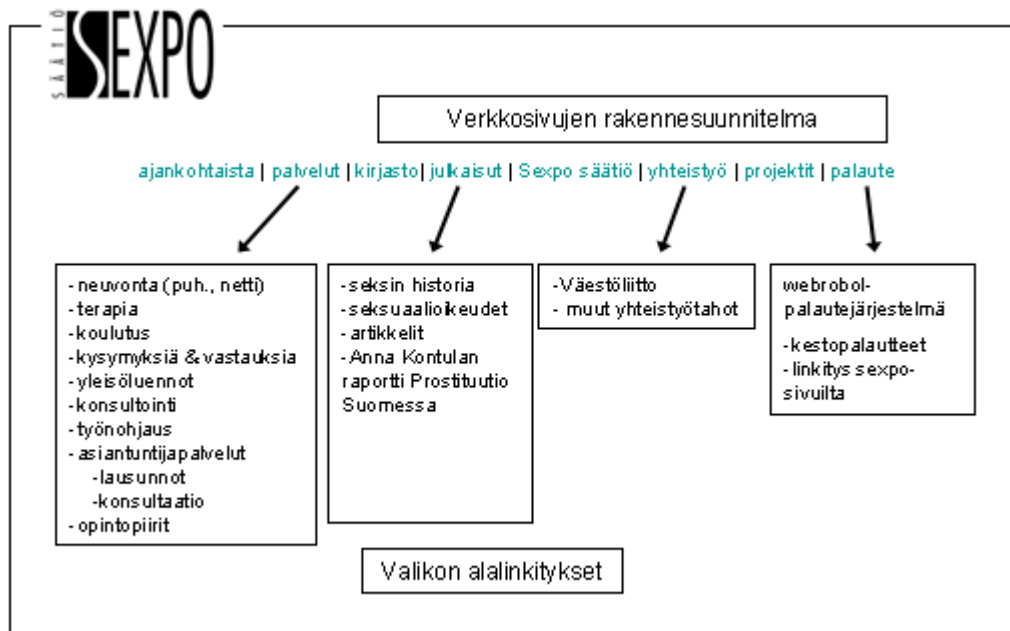 SÄÄTIÖ
SEXPO
Verkkosivujen rakennesuunnitelma
ajankohtaista | palvelut | kirjasto | julkaisut | Sexpo säätiö | yhteistyö | projektit | palaute
-neuvonta (puh., netti)
-terapia
-koulutus
-kysymyksiä & vastauksia
-yleisöluennot
-konsultointi
-työnohjaus
-asiantuntijapalvelut
-lausunnot
-konsultaatio
-opintopiirit
-seksin historia
-seksuaalioikeudet
-artikkelit
-Anna Kontulan
raportti Prostituutio
Suomessa
-Väestöliitto
- muut yhteistyötahot
webrobol-
palautejärjestelmä
-kestopalautteet
-linkitys sexpo-
sivuilta
Valikon alalinkitykset